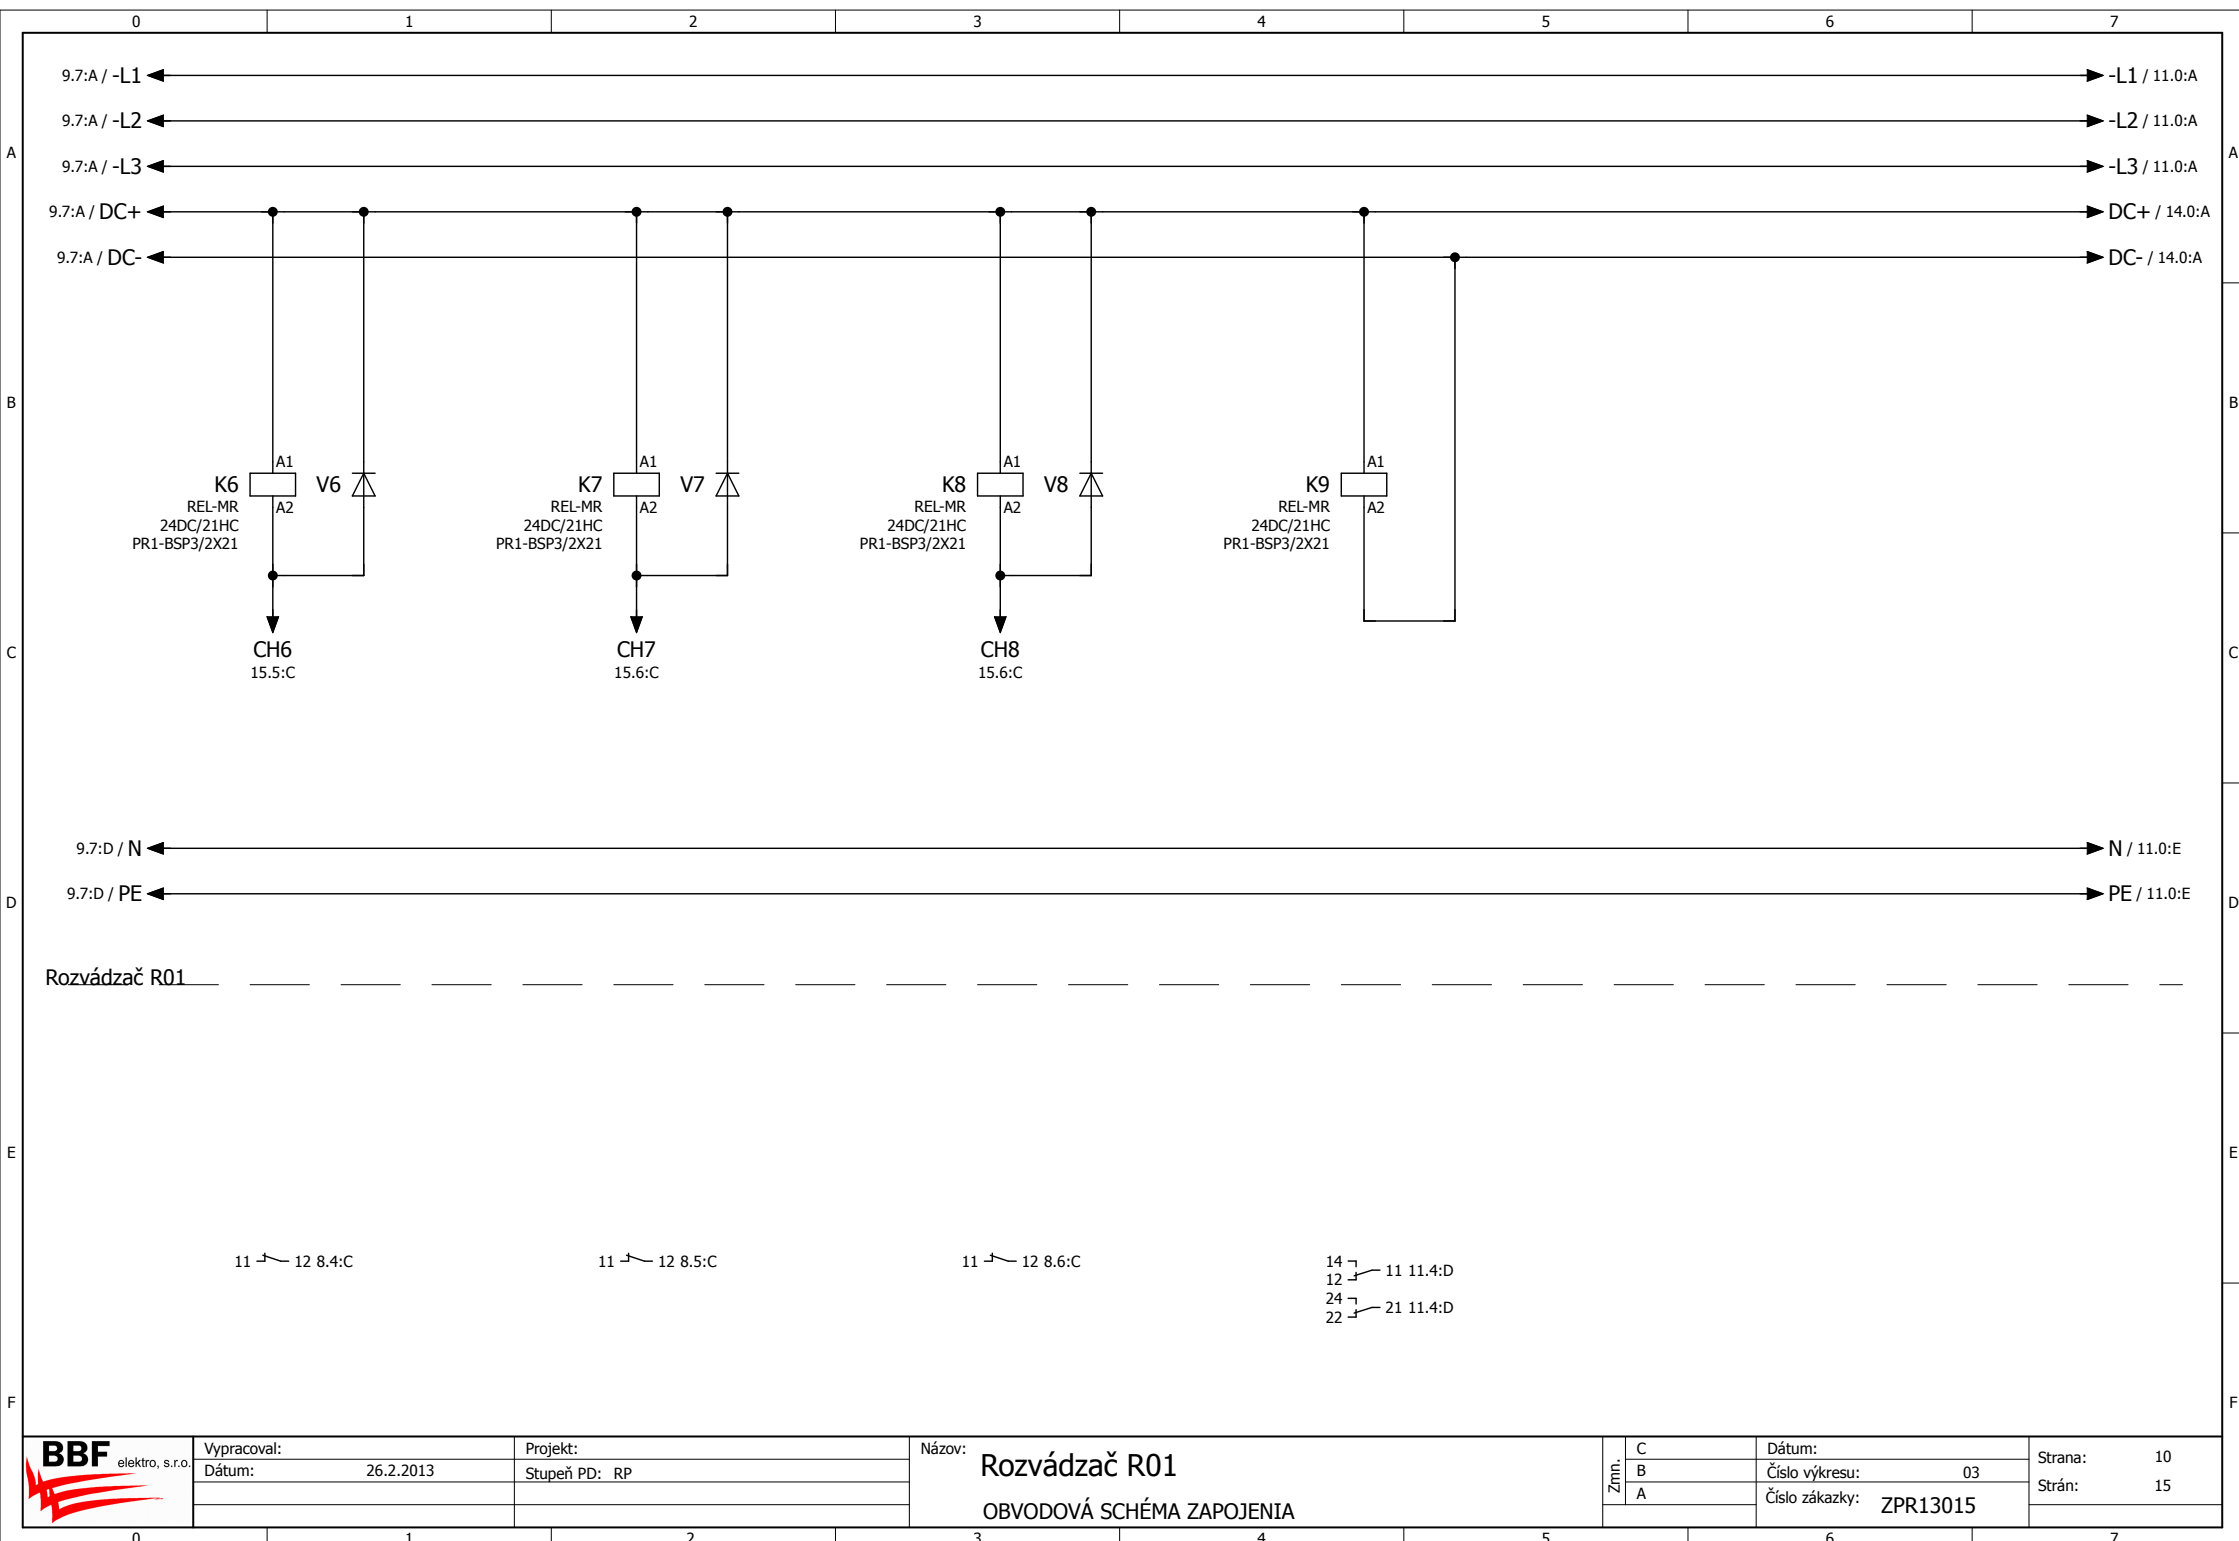 0 1 2 3 4 5 6 7
9.7:A / -L1 -L1 / 11.0:A
9.7:A / -L2 -L2 / 11.0:A
A A
9.7:A / -L3 -L3 / 11.0:A
9.7:A / DC+ DC+ / 14.0:A
9.7:A / DC- DC- / 14.0:A
B B
A1 A1 A1 A1
K6 V6 K7 V7 K8 V8 K9
REL-MR A2 REL-MR A2 REL-MR A2 REL-MR A2
24DC/21HC 24DC/21HC 24DC/21HC 24DC/21HC
PR1-BSP3/2X21 PR1-BSP3/2X21 PR1-BSP3/2X21 PR1-BSP3/2X21
CH6 CH7 CH8
C C
15.5:C 15.6:C 15.6:C
9.7:D / N N / 11.0:E
9.7:D / PE PE / 11.0:E
D D
Rozvádzač R01
E E
11 12 8.4:C 11 12 8.5:C 11 12 8.6:C
14
12 11 11.4:D
24
22 21 11.4:D
F F
BBF elektro, s.r.o.
Vypracoval:
Dátum: 26.2.2013
Projekt:
Stupeň PD: RP
Názov: Rozvádzač R01
OBVODOVÁ SCHÉMA ZAPOJENIA
Zmn.
C
B
A
Dátum:
Číslo výkresu: 03
Číslo zákazky: ZPR13015
Strana: 10
Strán: 15
0 1 2 3 4 5 6 7